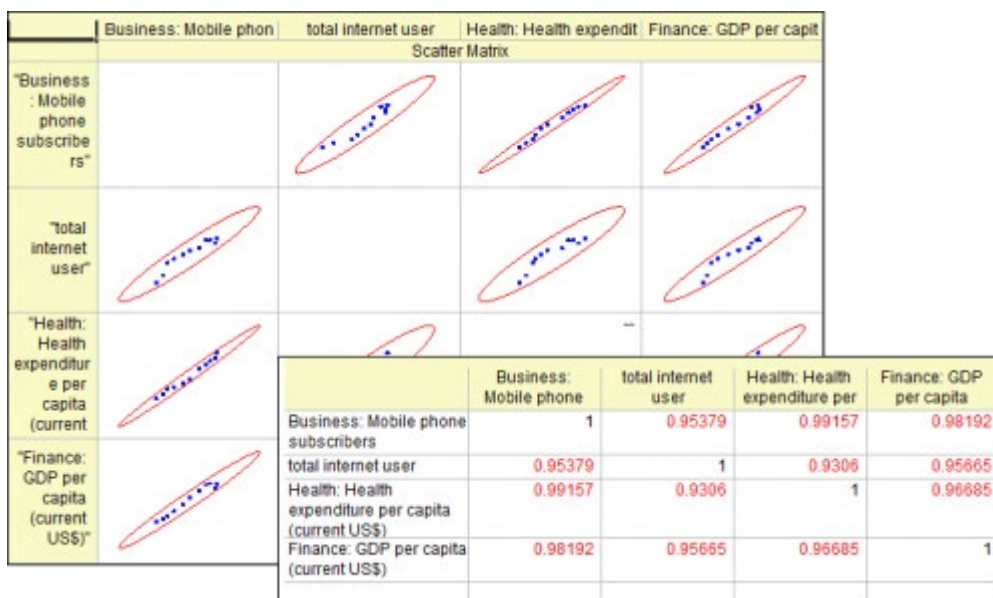 Business: Mobile phon total internet user Health: Health expendit Finance: GDP per capit
Scatter Matrix
"Business
: Mobile
phone
subscribe
rs"
"total
internet
user"
"Health:
Health
expenditur
e per
capita
(current
--
"Finance:
GDP per
capita
(current
US$)"
Business:
Mobile phone
total internet
user
Health: Health
expenditure per
Finance: GDP
per capita
Business: Mobile phone
subscribers
1 0.95379 0.99157 0.98192
total internet user 0.95379 1 0.9306 0.95665
Health: Health
expenditure per capita
(current US$)
0.99157 0.9306 1 0.96685
Finance: GDP per capita
(current US$)
0.98192 0.95665 0.96685 1